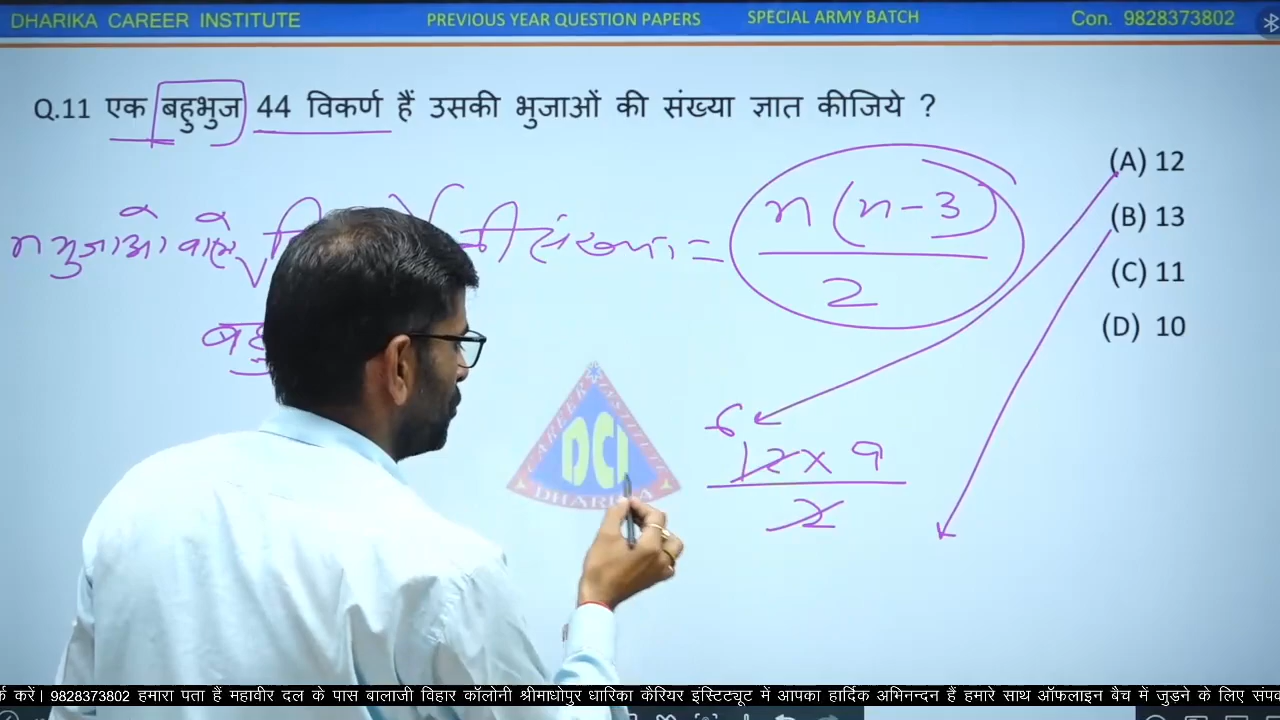 DHARIKA CAREER INSTITUTE PREVIOUS YEAR QUESTION PAPERS SPECIAL ARMY BATCH Con. 9828373802
Q.11 एक बहुभुज 44 विकर्ण हैं उसकी भुजाओं की संख्या ज्ञात कीजिये ?
(A) 12
(B) 13
(C) 11
(D) 10
n भुजाओ वाले की संख्या = n(n-3)
2
6
12 x 9
2
CAREER INSTITUTE
DCI
DHARIKA
करें। 9828373802 हमारा पता हैं महावीर दल के पास बालाजी विहार कॉलोनी श्रीमाधोपुर धारिका कैरियर इंस्टिट्यूट में आपका हार्दिक अभिनन्दन हैं हमारे साथ ऑफलाइन बैच में जुड़ने के लिए